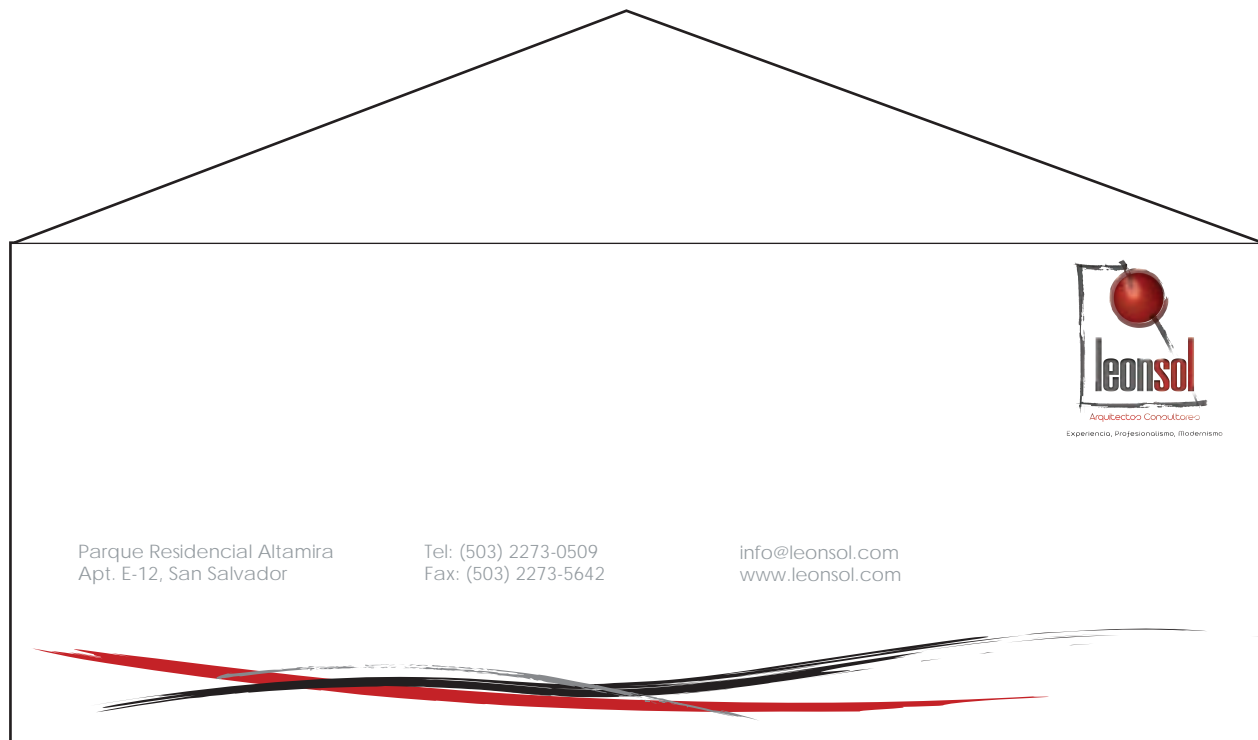 leonsol
Arquitectos Consultores
Experiencia, Profesionalismo, Modernismo
Parque Residencial Altamira
Apt. E-12, San Salvador
Tel: (503) 2273-0509
Fax: (503) 2273-5642
info@leonsol.com
www.leonsol.com